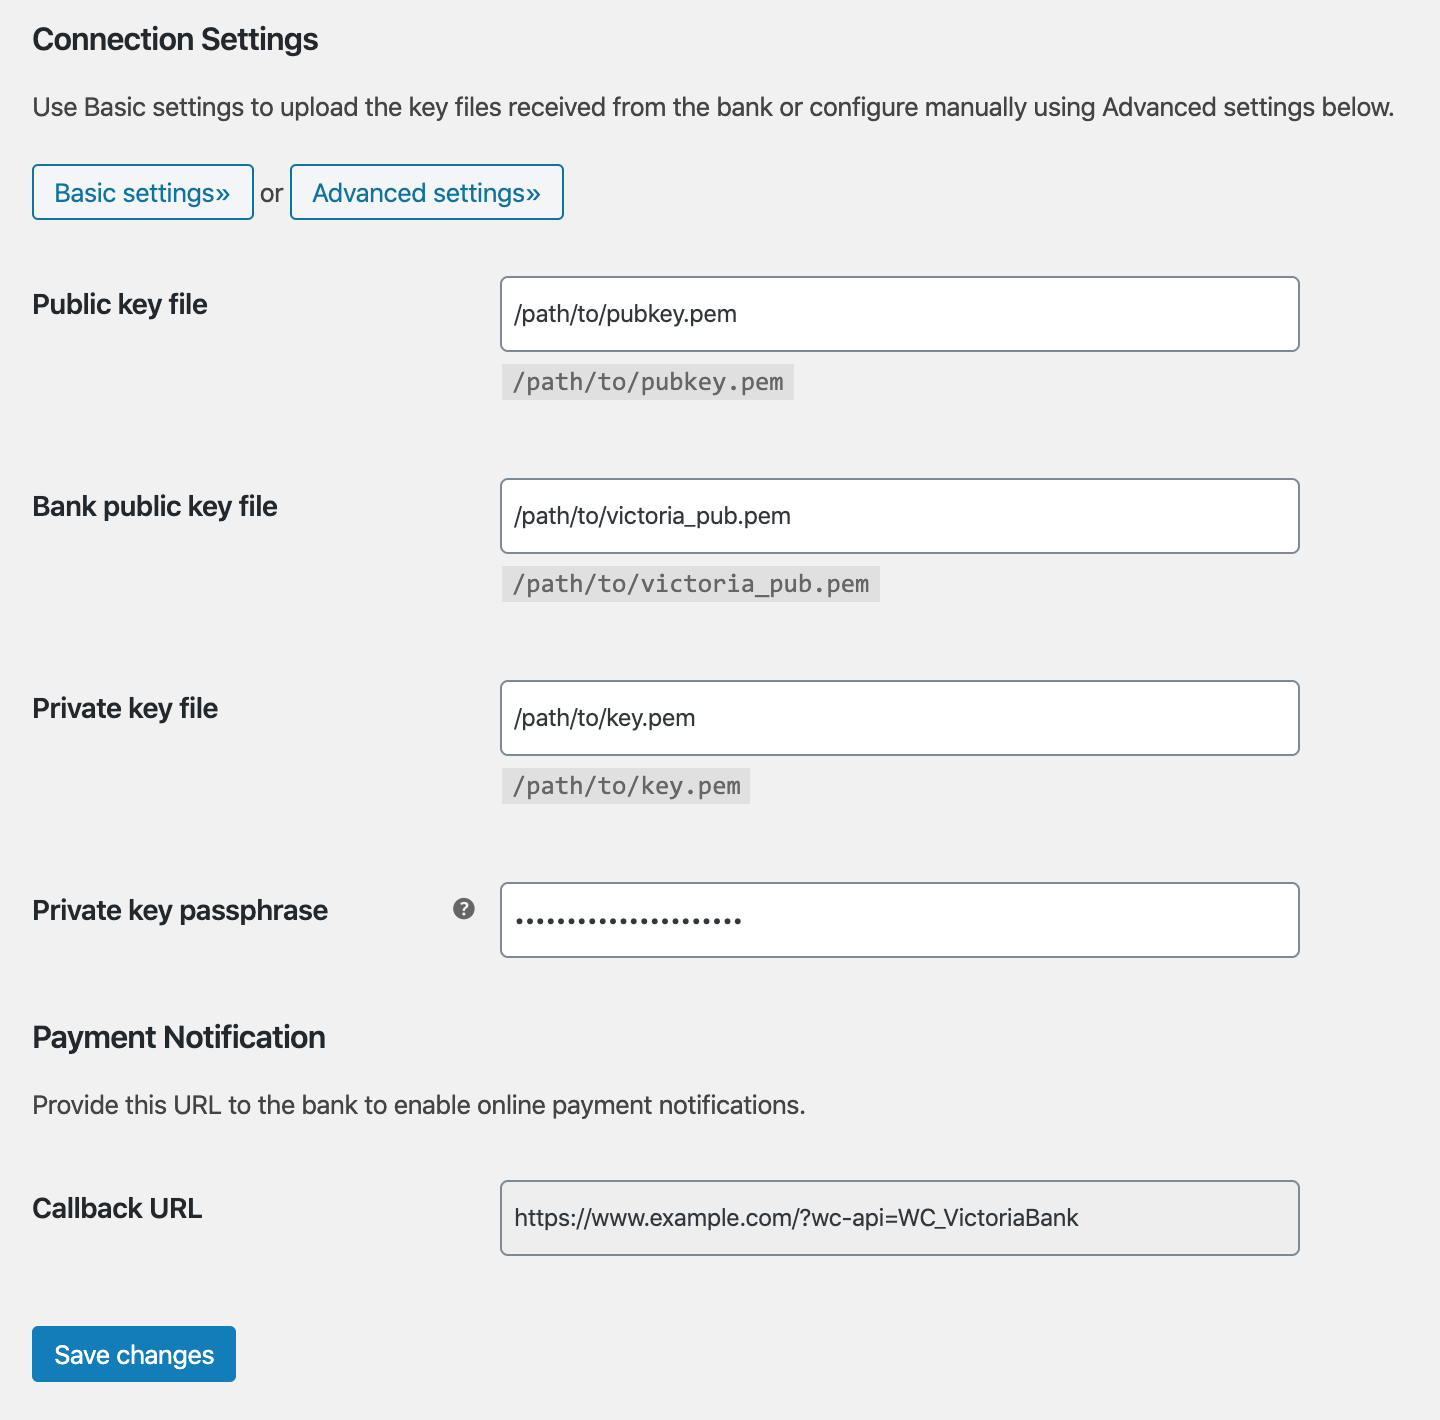 Connection Settings
Use Basic settings to upload the key files received from the bank or configure manually using Advanced settings below.
Basic settings» or Advanced settings»
Public key file
/path/to/pubkey.pem
/path/to/pubkey.pem
Bank public key file
/path/to/victoria_pub.pem
/path/to/victoria_pub.pem
Private key file
/path/to/key.pem
/path/to/key.pem
Private key passphrase ? ••••••••••••••••••••••
Payment Notification
Provide this URL to the bank to enable online payment notifications.
Callback URL
https://www.example.com/?wc-api=WC_VictoriaBank
Save changes